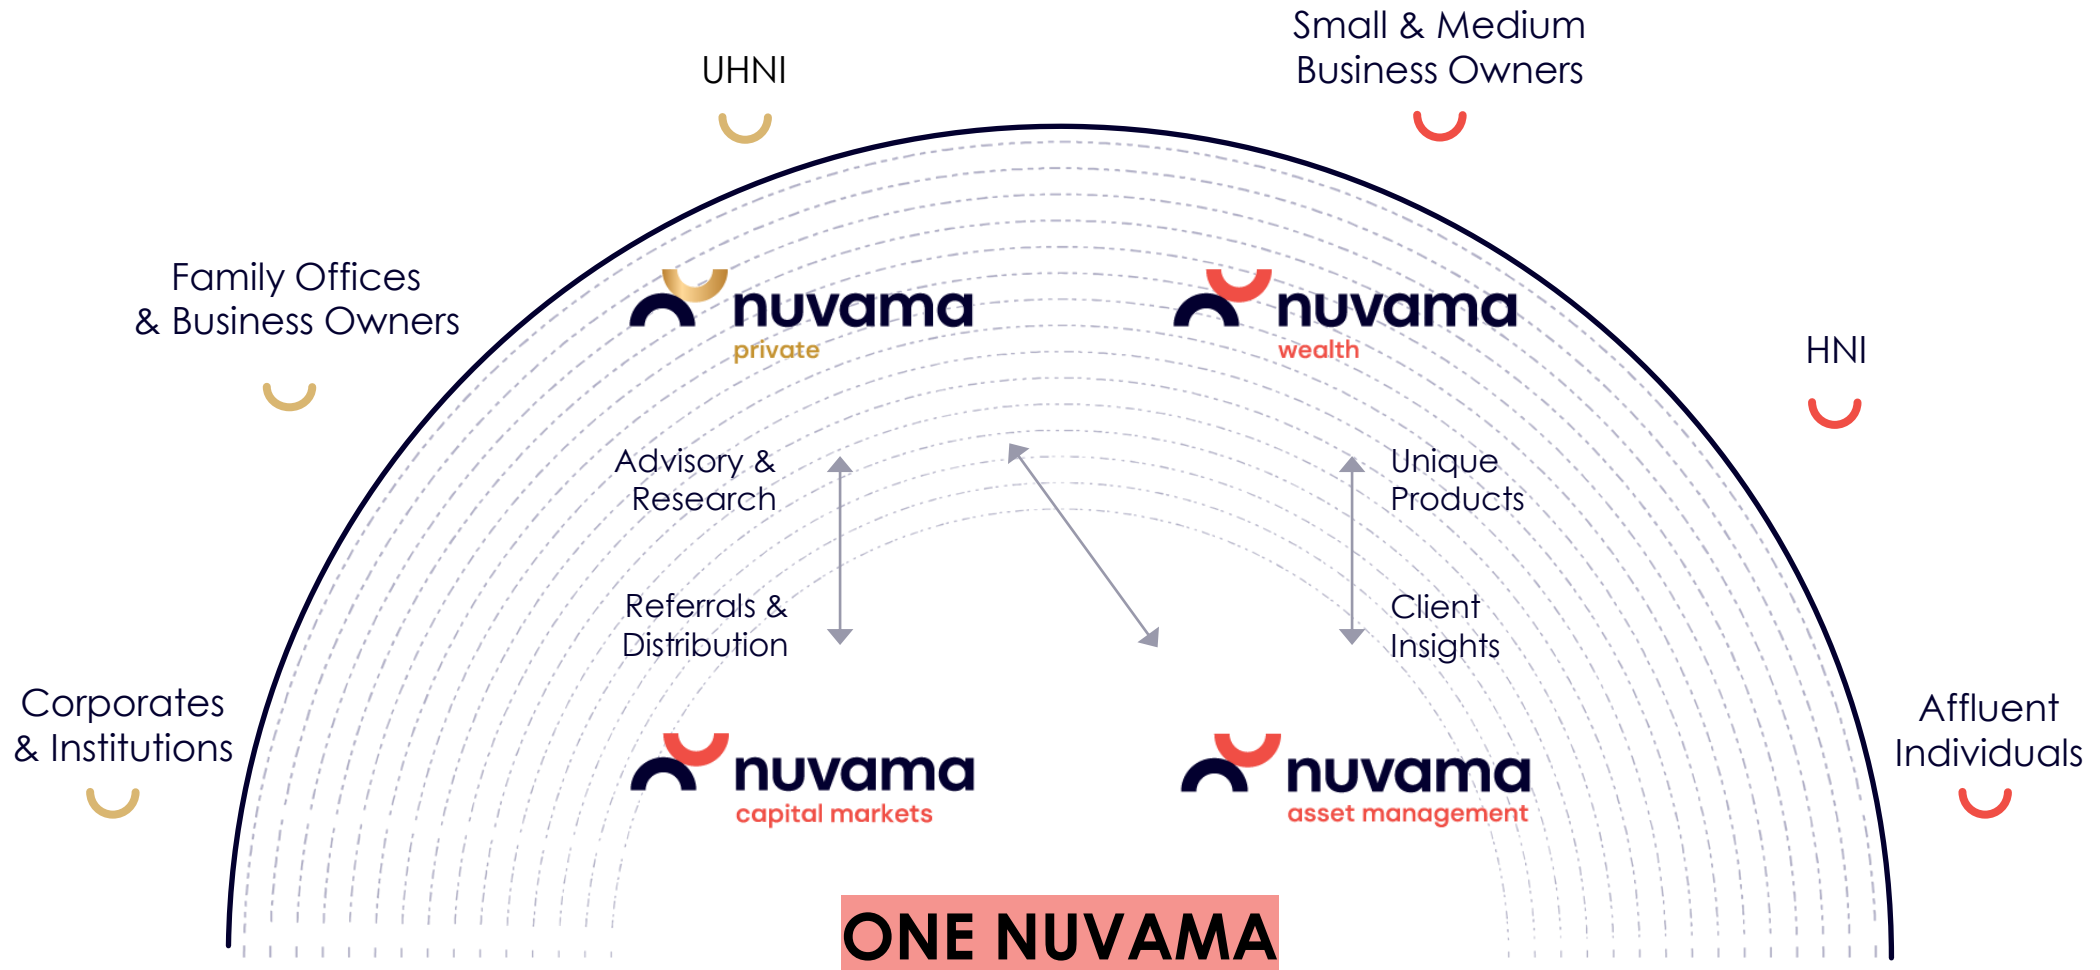 Small & Medium
Business Owners
UHNI
Family Offices
& Business Owners
nuvama
private
nuvama
wealth
HNI
Advisory &
Research
Unique
Products
Referrals &
Distribution
Client
Insights
Corporates
& Institutions
Affluent
Individuals
nuvama
capital markets
nuvama
asset management
ONE NUVAMA